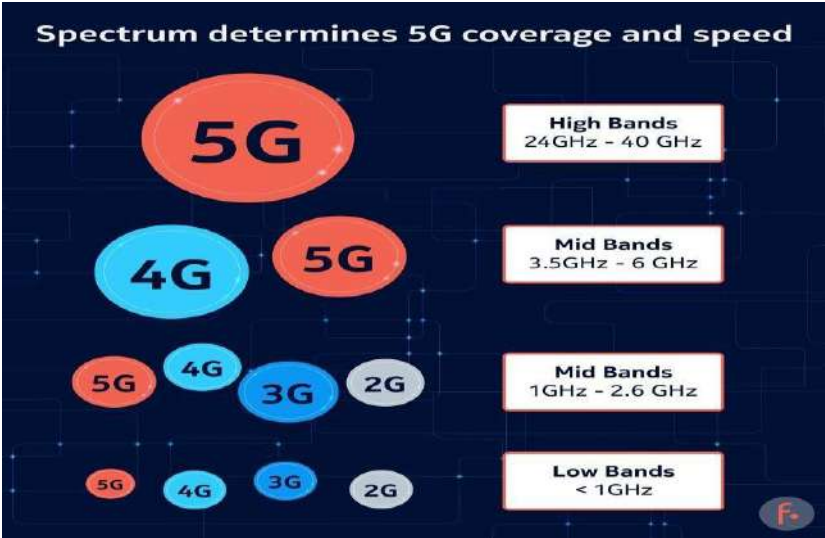 Spectrum determines 5G coverage and speed
5G
High Bands
24GHz - 40 GHz
4G
5G
Mid Bands
3.5GHz - 6 GHz
5G
4G
3G
2G
Mid Bands
1GHz - 2.6 GHz
5G
4G
3G
2G
Low Bands
< 1GHz
F.